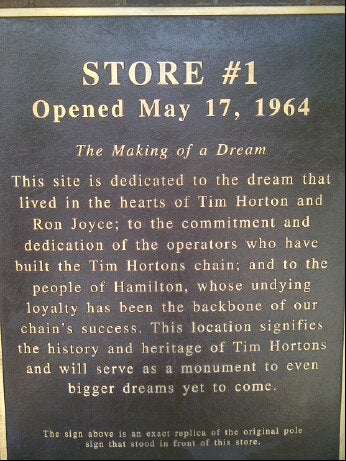 STORE #1
Opened May 17, 1964
The Making of a Dream
This site is dedicated to the dream that
lived in the hearts of Tim Horton and
Ron Joyce; to the commitment and
dedication of the operators who have
built the Tim Hortons chain; and to the
people of Hamilton, whose undying
loyalty has been the backbone of our
chain's success. This location signifies
the history and heritage of Tim Hortons
and will serve as a monument to even
bigger dreams yet to come.
The sign above is an exact replica of the original pole
sign that stood in front of this store.